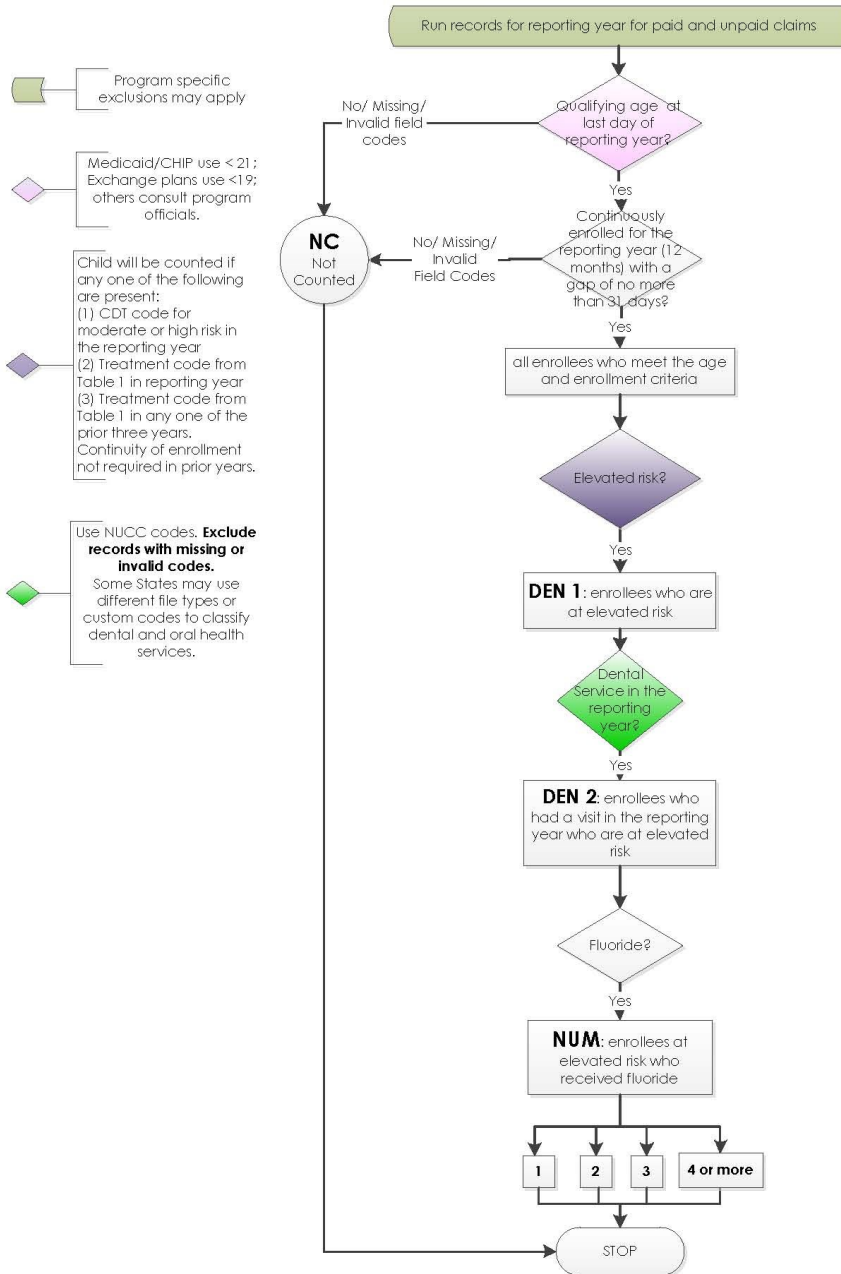 Run records for reporting year for paid and unpaid claims
Program specific
exclusions may apply
No/ Missing/
Invalid field
codes
Qualifying age at
last day of
reporting year?
Yes
Medicaid/CHIP use < 21;
Exchange plans use <19;
others consult program
officials.
NC
Not
Counted
No/ Missing/
Invalid
Field Codes
Continuously
enrolled for the
reporting year (12
months) with a
gap of no more
than 31 days?
Yes
Child will be counted if
any one of the following
are present:
(1) CDT code for
moderate or high risk in
the reporting year
(2) Treatment code from
Table 1 in reporting year
(3) Treatment code from
Table 1 in any one of the
prior three years.
Continuity of enrollment
not required in prior years.
all enrollees who meet the age
and enrollment criteria
Elevated risk?
Yes
Use NUCC codes. Exclude
records with missing or
invalid codes.
Some States may use
different file types or
custom codes to classify
dental and oral health
services.
DEN 1: enrollees who are
at elevated risk
Dental
Service in the
reporting
year?
Yes
DEN 2: enrollees who
had a visit in the reporting
year who are at elevated
risk
Fluoride?
Yes
NUM: enrollees at
elevated risk who
received fluoride
1
2
3
4 or more
STOP